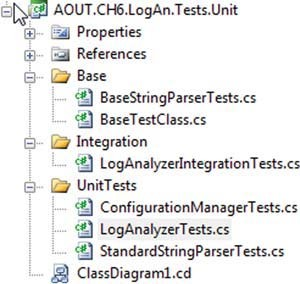 AOUT.CH6.LogAn.Tests.Unit
Properties
References
Base
BaseStringParserTests.cs
BaseTestClass.cs
Integration
LogAnalyzerIntegrationTests.cs
UnitTests
ConfigurationManagerTests.cs
LogAnalyzerTests.cs
StandardStringParserTests.cs
ClassDiagram1.cd